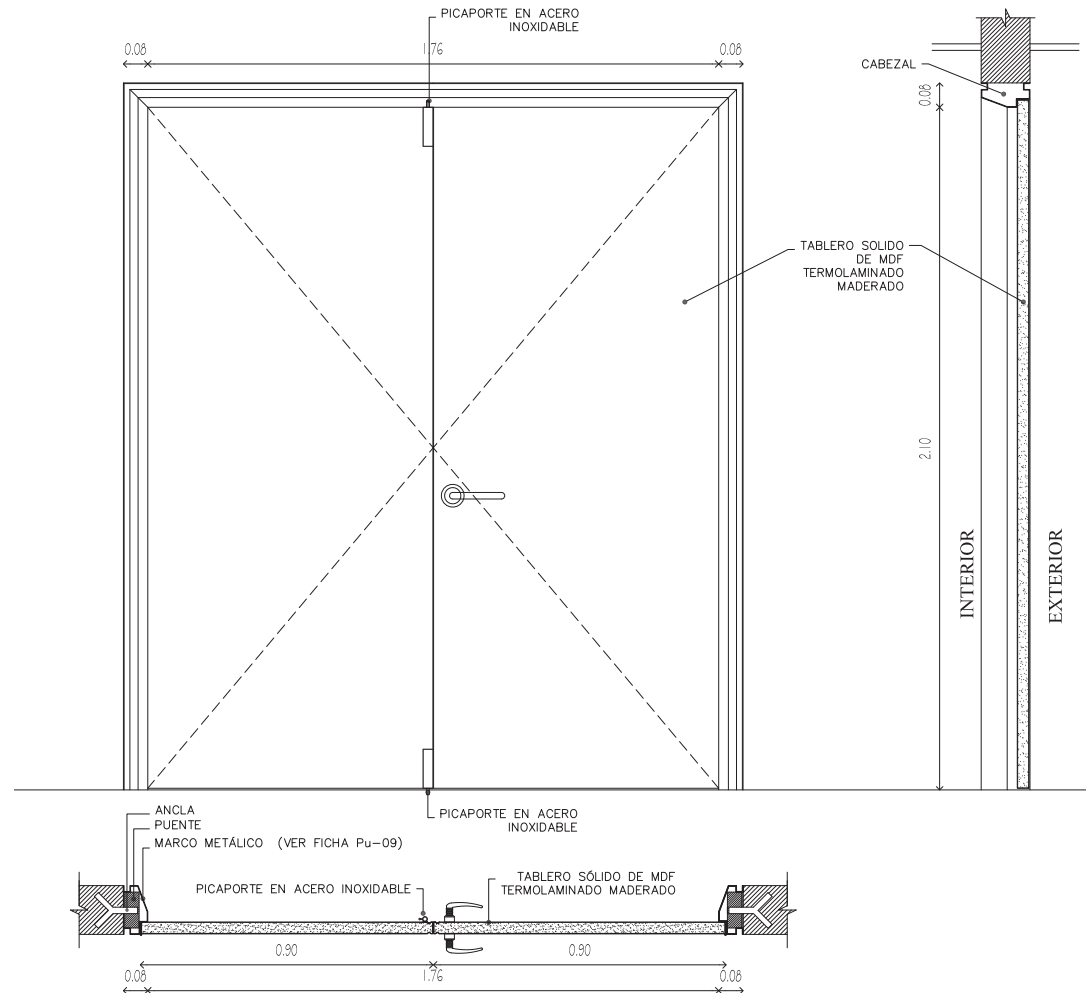 PICAPORTE EN ACERO
INOXIDABLE
0.08
1.76
0.08
CABEZAL
0.08
TABLERO SOLIDO
DE MDF
TERMOLAMINADO
MADERADO
2.10
INTERIOR
EXTERIOR
PICAPORTE EN ACERO
INOXIDABLE
ANCLA
PUENTE
MARCO METÁLICO (VER FICHA Pu-09)
PICAPORTE EN ACERO INOXIDABLE
TABLERO SÓLIDO DE MDF
TERMOLAMINADO MADERADO
0.90
0.90
0.08
1.76
0.08